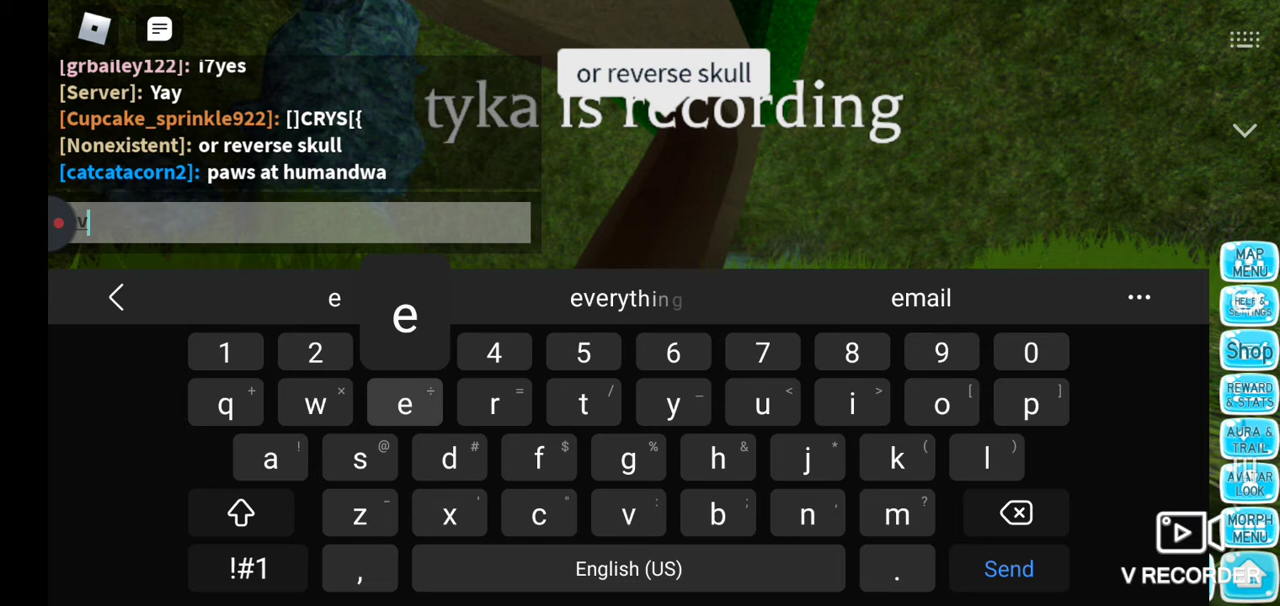 [grbailey122]: i7yes
[Server]: Yay
[Cupcake_sprinkle922]: []CRYS[{
[Nonexistent]: or reverse skull
[catcatacorn2]: paws at humandwa
or reverse skull
tyka is recording
v
e everything email ...
e
1 2 4 5 6 7 8 9 0
q + w × e ÷ r = t / y _ u < i > o [ p ]
a ! s @ d # f $ g % h & j * k ( l )
z - x ' c " v : b ; n , m ?
!#1 , English (US) . Send
MAP
MENU
HELP &
SETTINGS
Shop
REWARD
& STATS
AURA &
TRAIL
AVATAR
LOOK
MORPH
MENU
V RECORDER